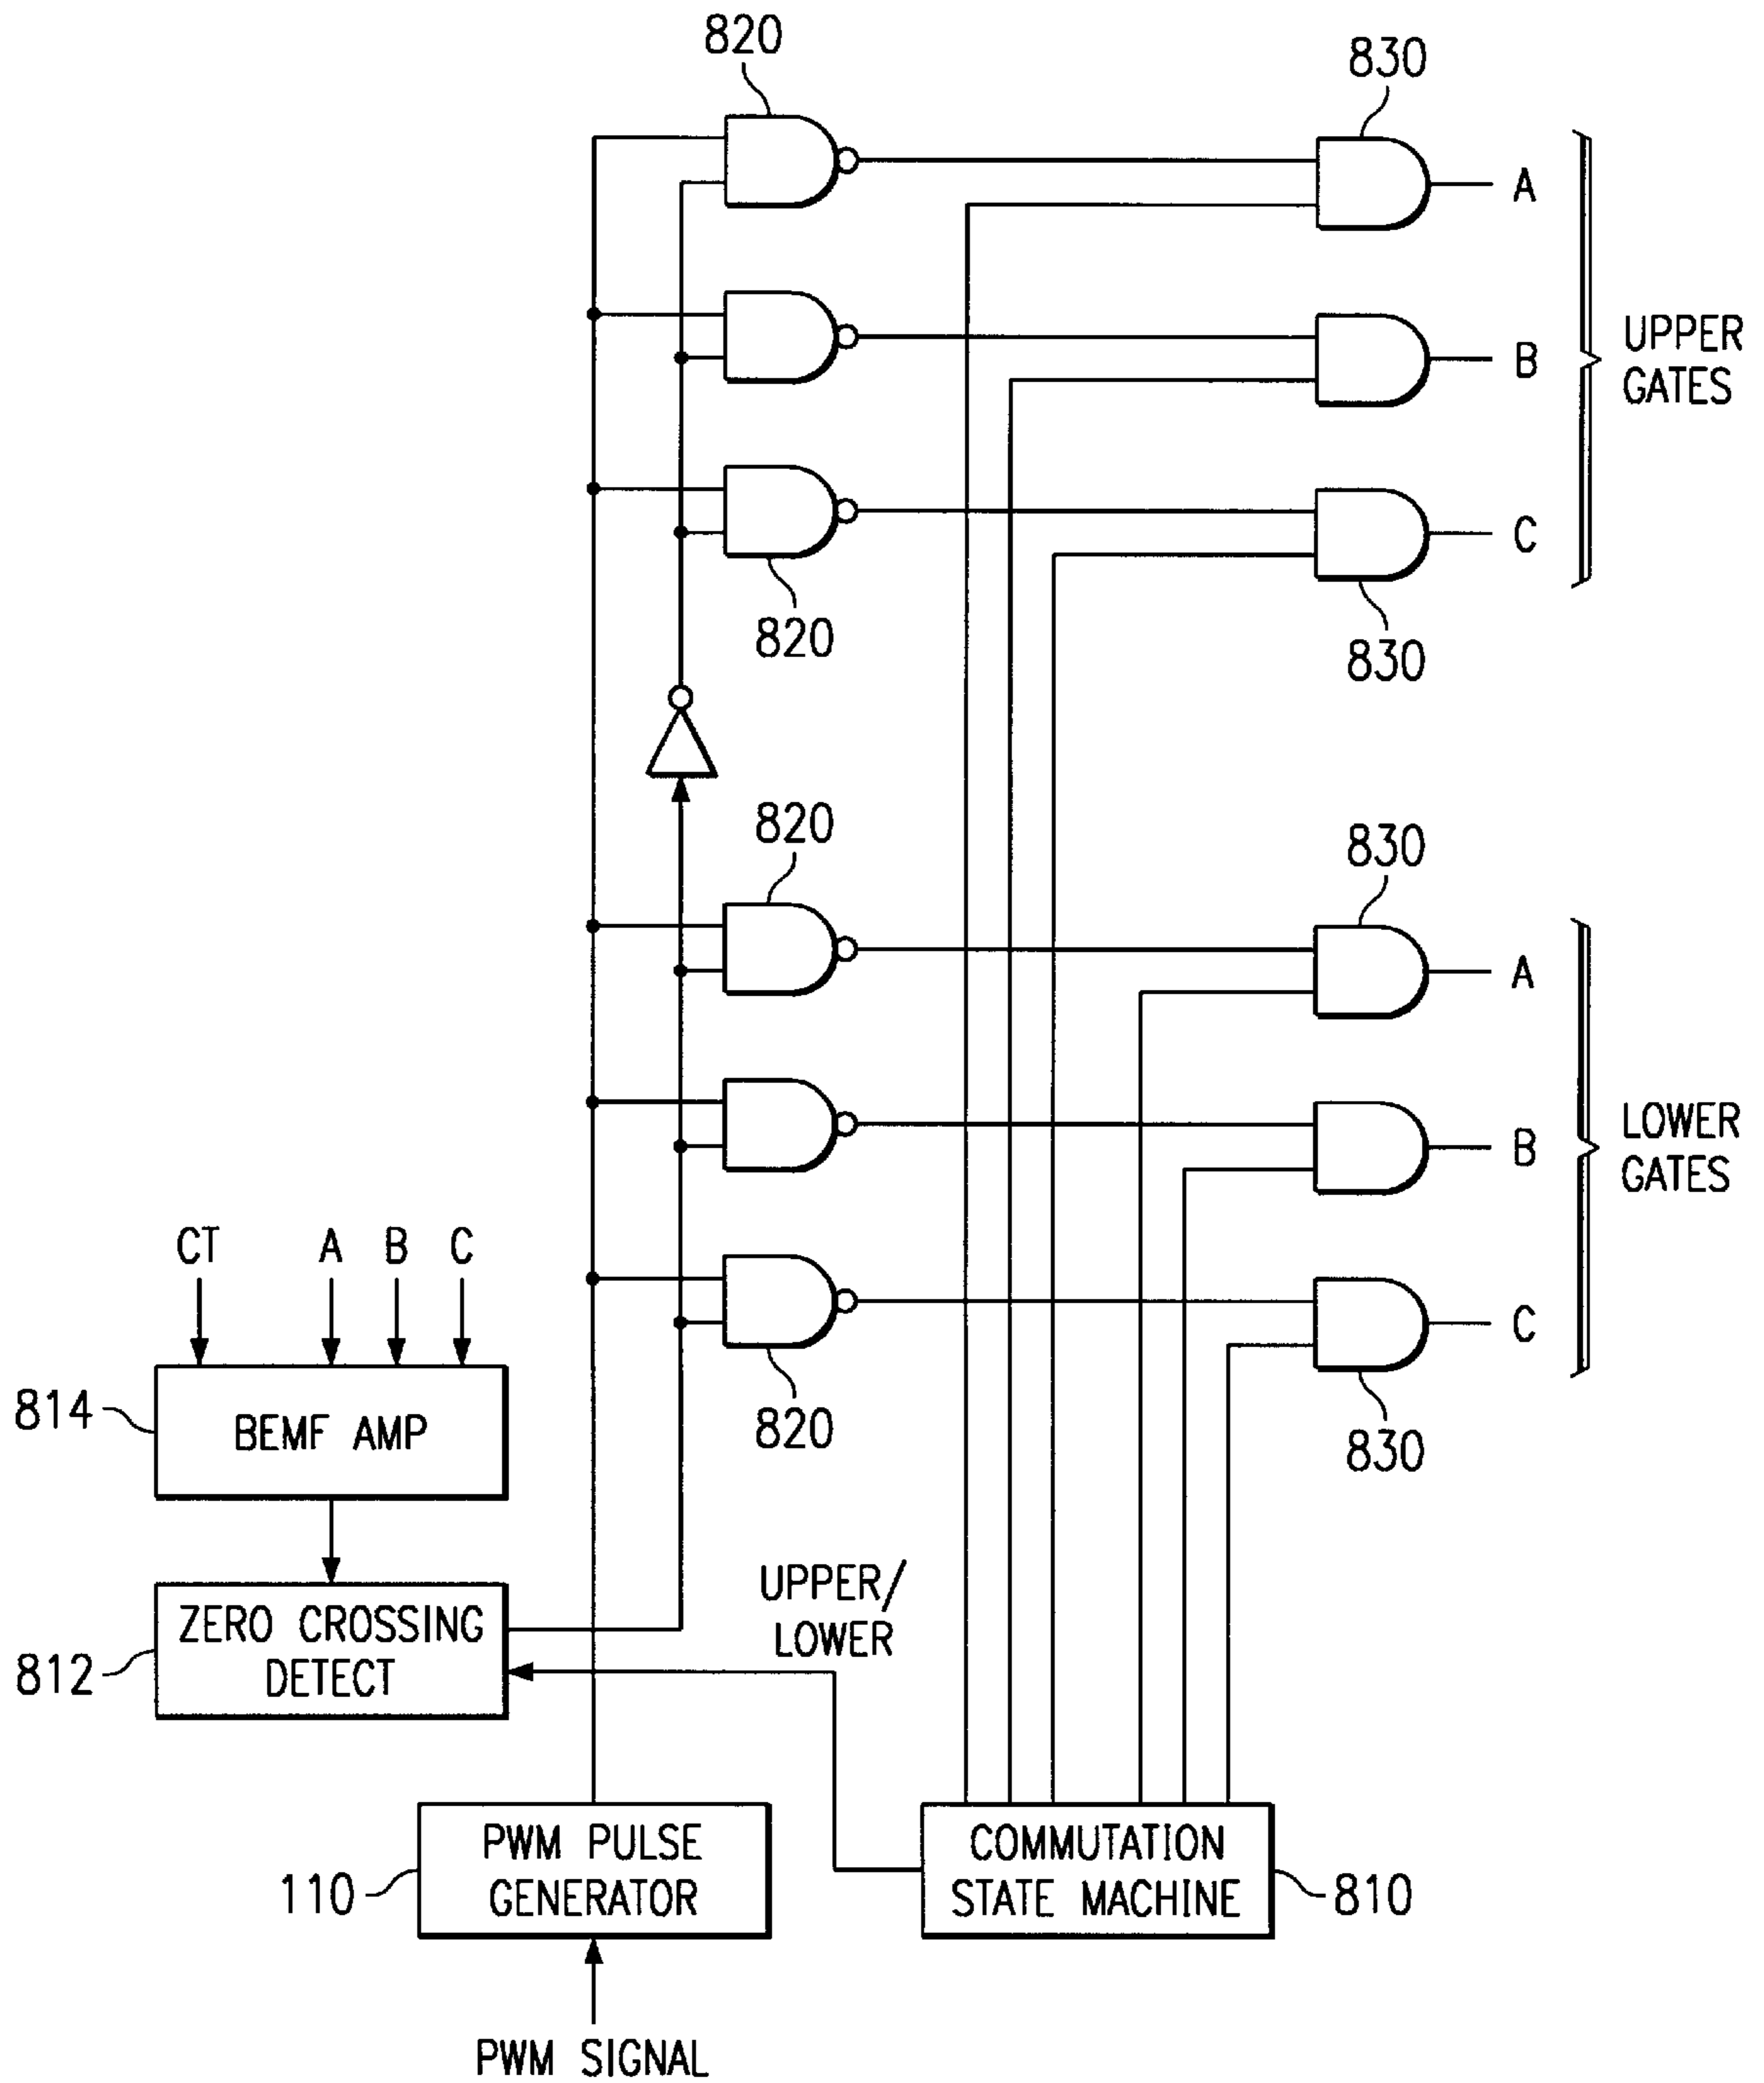 820
830
A
B
UPPER
GATES
C
820
830
820
830
A
B
LOWER
GATES
CT A B C
C
814
BEMF AMP
820
830
UPPER/
LOWER
ZERO CROSSING
DETECT
812
PWM PULSE
GENERATOR
110
COMMUTATION
STATE MACHINE
810
PWM SIGNAL